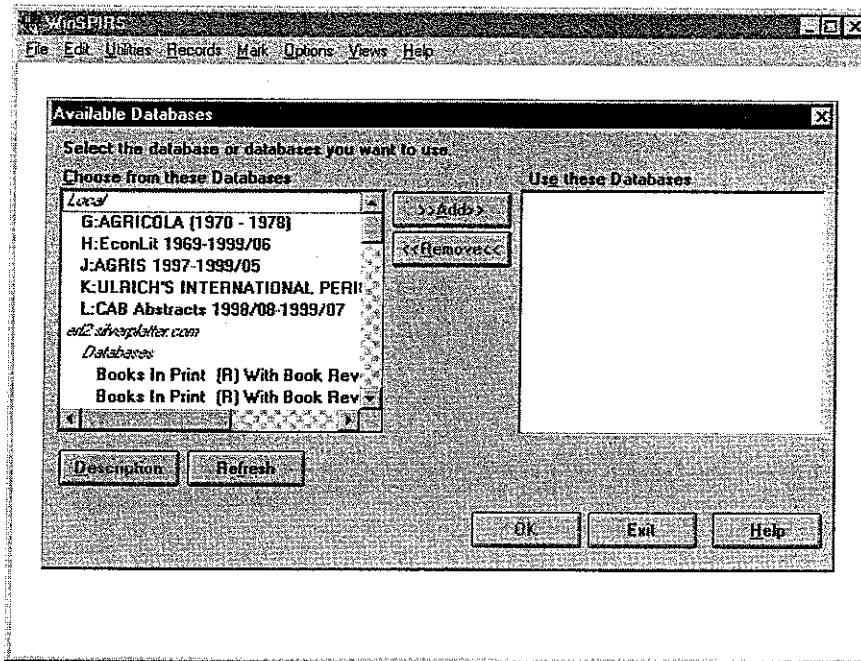 WinSPIRS
File Edit Utilities Records Mark Options Views Help
Available Databases
Select the database or databases you want to use.
Choose from these Databases
Use these Databases
Local
G:AGRICOLA (1970 - 1978)
H:EconLit 1969-1999/06
J:AGRIS 1997-1999/05
K:ULRICH'S INTERNATIONAL PERI
L:CAB Abstracts 1998/08-1999/07
erl2.silverplatter.com
Databases
Books In Print (R) With Book Rev
Books In Print (R) With Book Rev
>>Add>>
<<Remove<<
Description Refresh
OK Exit Help